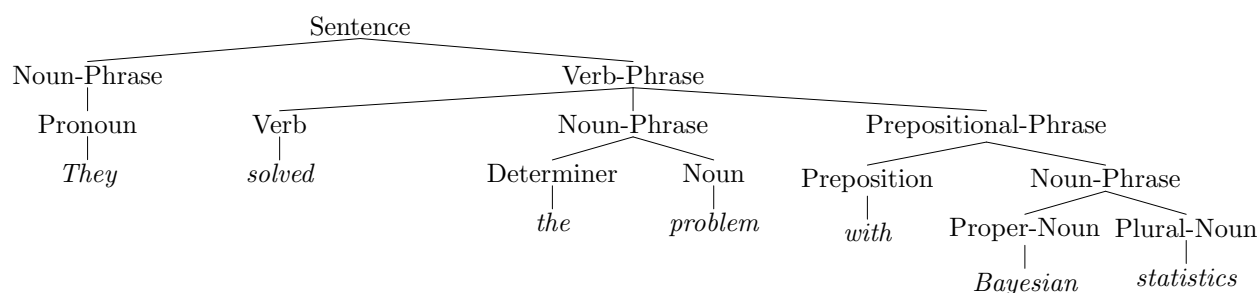 Sentence
Noun-Phrase Verb-Phrase
Pronoun Verb Noun-Phrase Prepositional-Phrase
They solved Determiner Noun Preposition Noun-Phrase
the problem with Proper-Noun Plural-Noun
Bayesian statistics